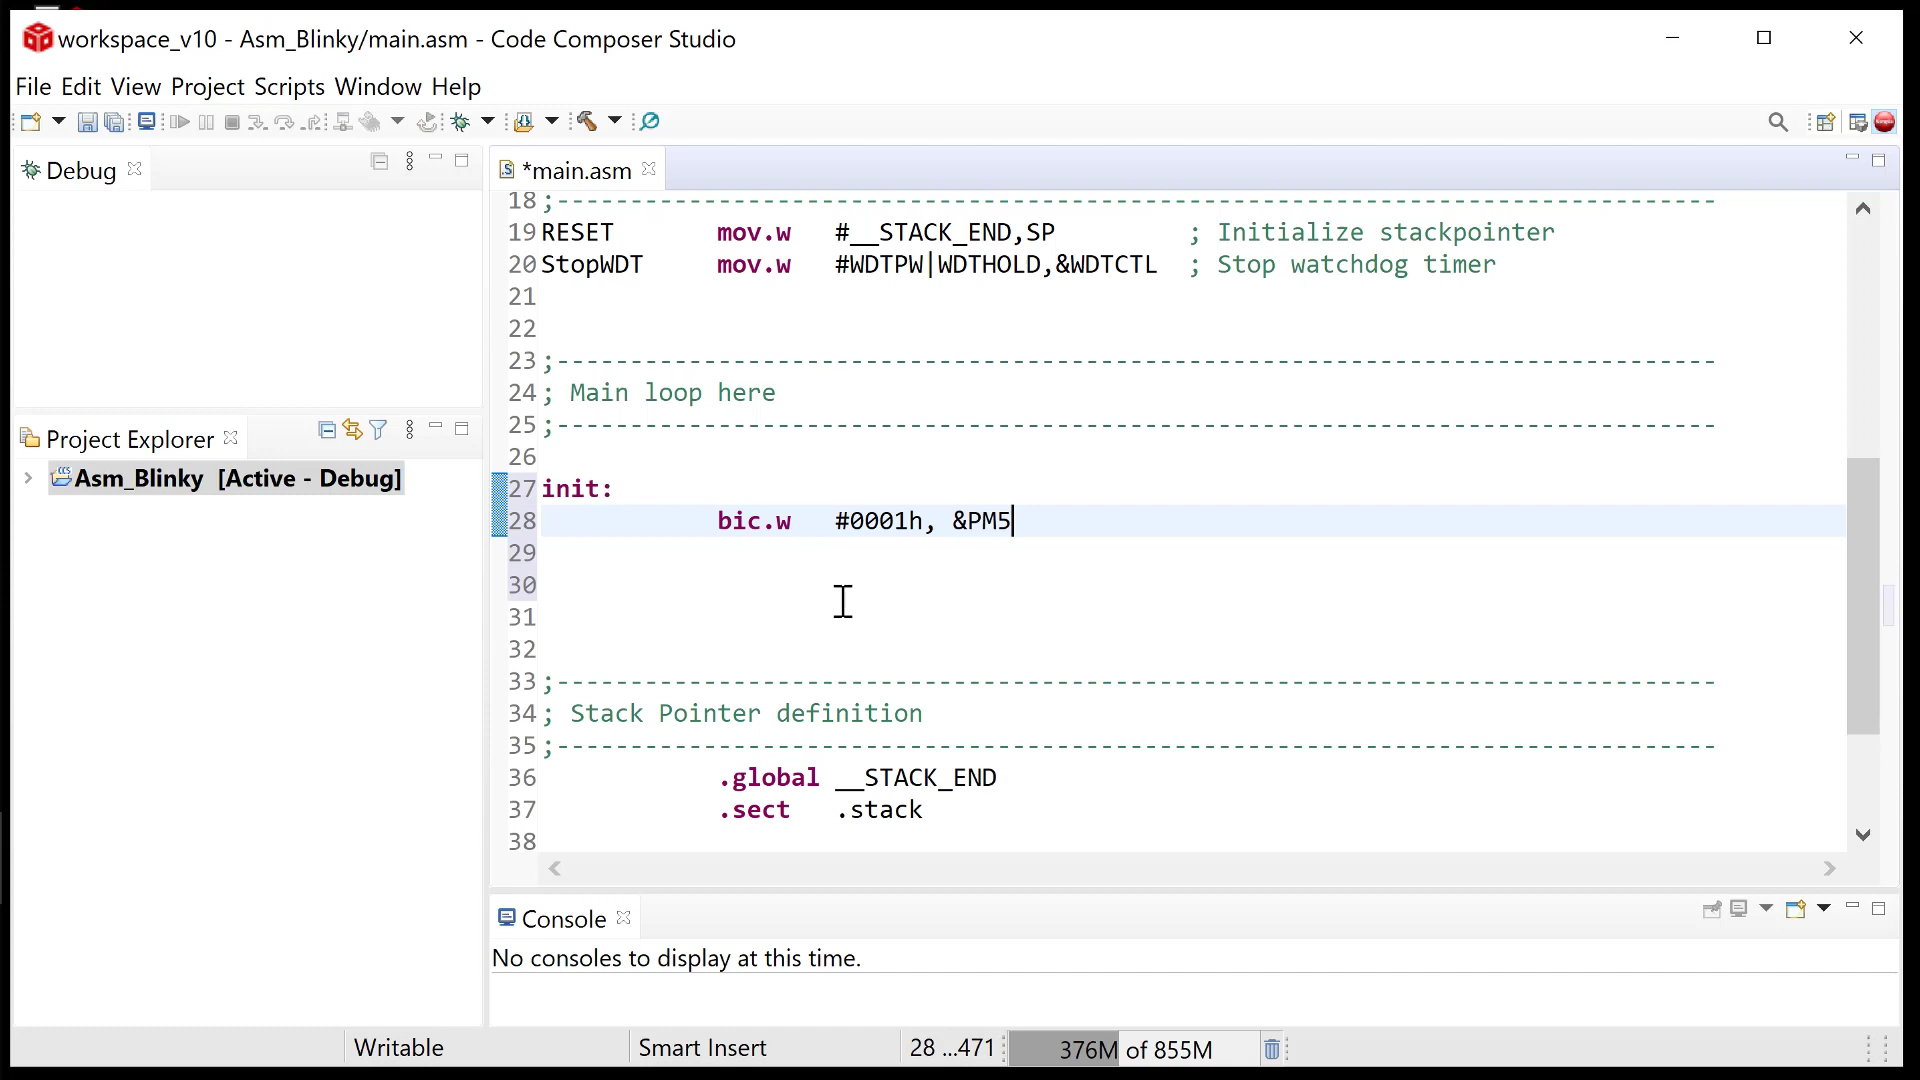 workspace_v10 - Asm_Blinky/main.asm - Code Composer Studio
File Edit View Project Scripts Window Help
Debug
Project Explorer
Asm_Blinky [Active - Debug]
*main.asm
18 ;-------------------------------------------------------------------------------
19 RESET mov.w #__STACK_END,SP ; Initialize stackpointer
20 StopWDT mov.w #WDTPW|WDTHOLD,&WDTCTL ; Stop watchdog timer
21
22
23 ;-------------------------------------------------------------------------------
24 ; Main loop here
25 ;-------------------------------------------------------------------------------
26
27 init:
28 bic.w #0001h, &PM5
29
30
31
32
33 ;-------------------------------------------------------------------------------
34 ; Stack Pointer definition
35 ;-------------------------------------------------------------------------------
36 .global __STACK_END
37 .sect .stack
38
Console
No consoles to display at this time.
Writable Smart Insert 28 ...471 376M of 855M